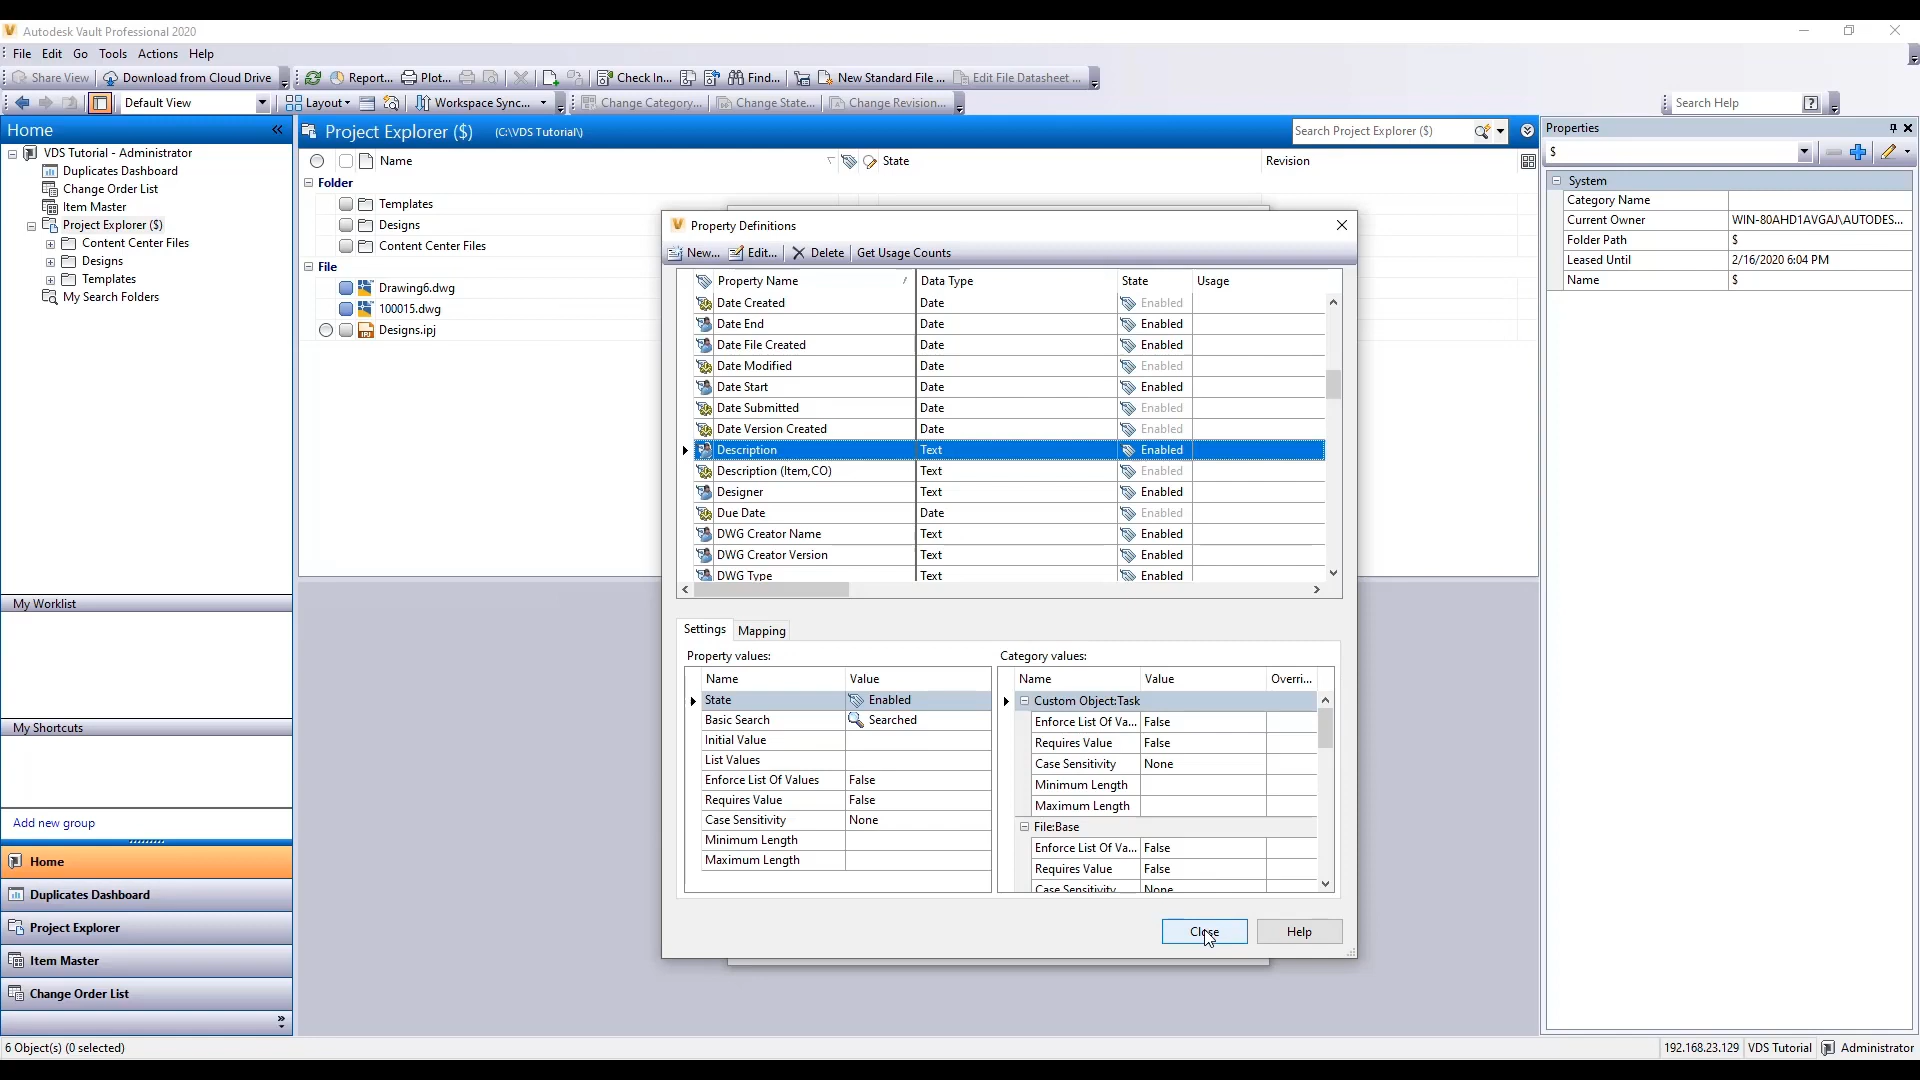 Autodesk Vault Professional 2020
File Edit Go Tools Actions Help
Share View Download from Cloud Drive Report... Plot... Check In... Find... New Standard File ... Edit File Datasheet ...
Default View Layout Workspace Sync... Change Category... Change State... Change Revision... Search Help
Home
VDS Tutorial - Administrator
Duplicates Dashboard
Change Order List
Item Master
Project Explorer ($)
Content Center Files
Designs
Templates
My Search Folders
My Worklist
My Shortcuts
Add new group
Home
Duplicates Dashboard
Project Explorer
Item Master
Change Order List
Project Explorer ($) (C:\VDS Tutorial\) Search Project Explorer ($)
Name State Revision
Folder
Templates
Designs
Content Center Files
File
Drawing6.dwg
100015.dwg
Designs.ipj
Property Definitions
New... Edit... Delete Get Usage Counts
Property Name Data Type State Usage
Date Created Date Enabled
Date End Date Enabled
Date File Created Date Enabled
Date Modified Date Enabled
Date Start Date Enabled
Date Submitted Date Enabled
Date Version Created Date Enabled
Description Text Enabled
Description (Item,CO) Text Enabled
Designer Text Enabled
Due Date Date Enabled
DWG Creator Name Text Enabled
DWG Creator Version Text Enabled
DWG Type Text Enabled
Settings Mapping
Property values:
Name Value
State Enabled
Basic Search Searched
Initial Value
List Values
Enforce List Of Values False
Requires Value False
Case Sensitivity None
Minimum Length
Maximum Length
Category values:
Name Value Overri...
Custom Object:Task
Enforce List Of Va... False
Requires Value False
Case Sensitivity None
Minimum Length
Maximum Length
File:Base
Enforce List Of Va... False
Requires Value False
Case Sensitivity None
Close Help
Properties
$
System
Category Name
Current Owner WIN-80AHD1AVGAJ\AUTODES...
Folder Path $
Leased Until 2/16/2020 6:04 PM
Name $
6 Object(s) (0 selected) 192.168.23.129 VDS Tutorial Administrator